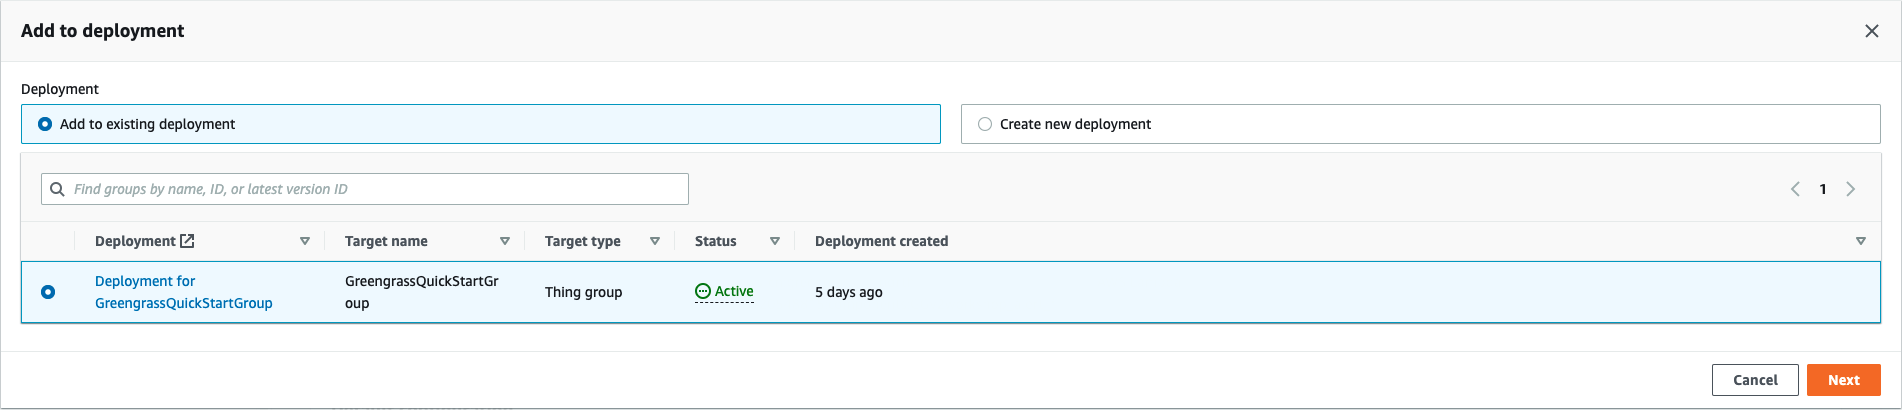 Add to deployment
Deployment
Add to existing deployment
Create new deployment
Find groups by name, ID, or latest version ID
1
Deployment
Target name
Target type
Status
Deployment created
Deployment for
GreengrassQuickStartGroup
GreengrassQuickStartGr
oup
Thing group
Active
5 days ago
Cancel
Next